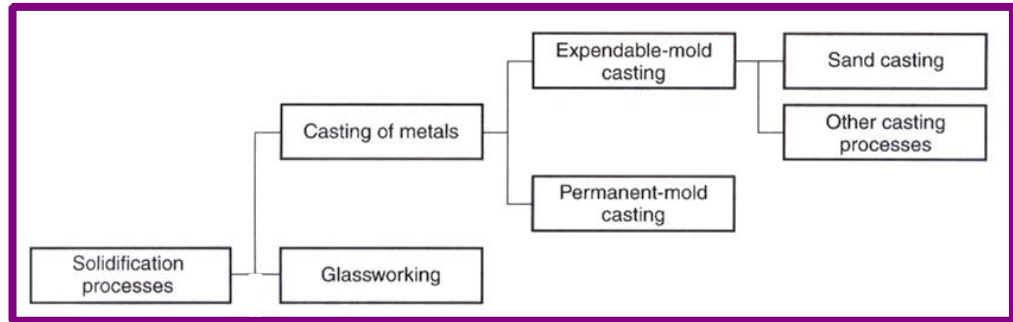 Expendable-mold
casting
Sand casting
Casting of metals
Other casting
processes
Permanent-mold
casting
Solidification
processes
Glassworking